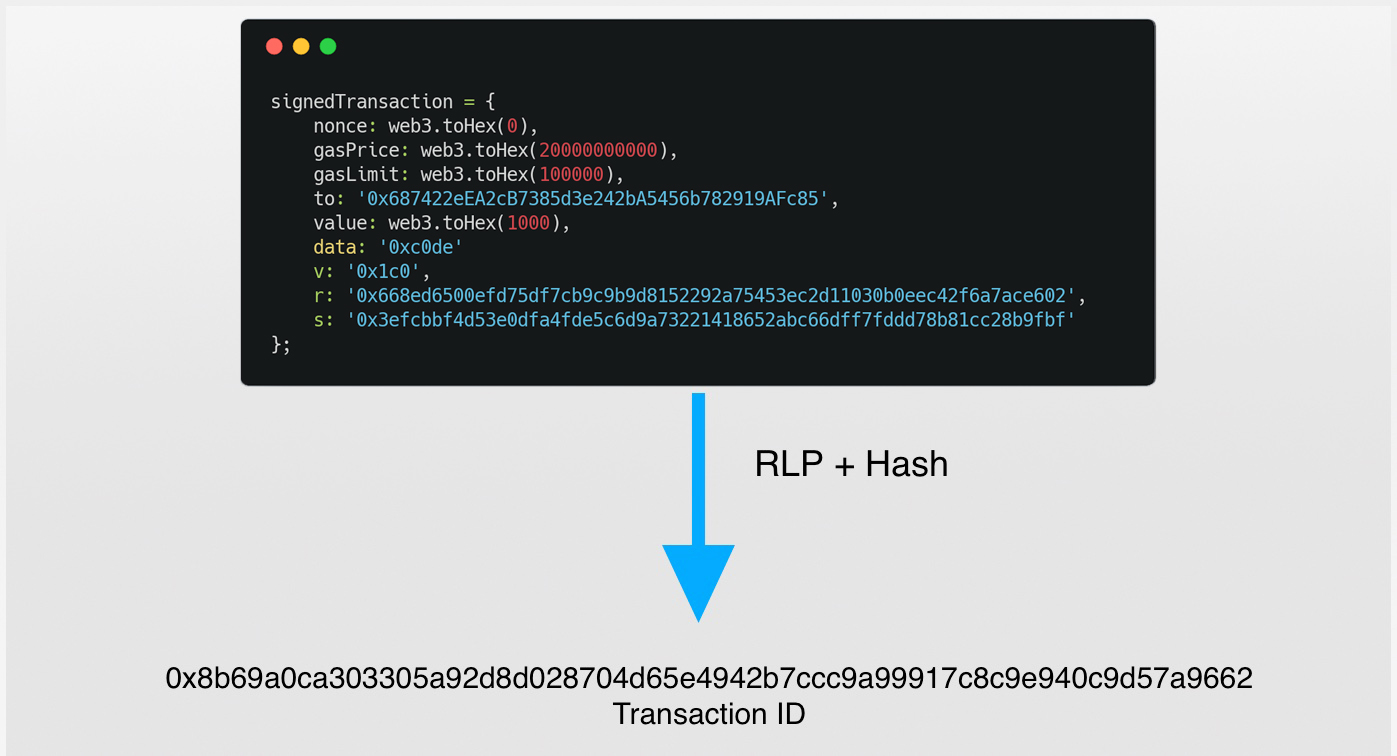 signedTransaction = {
nonce: web3.toHex(0),
gasPrice: web3.toHex(20000000000),
gasLimit: web3.toHex(100000),
to: '0x687422eEA2cB7385d3e242bA5456b782919AFc85',
value: web3.toHex(1000),
data: '0xc0de'
v: '0x1c0',
r: '0x668ed6500efd75df7cb9c9b9d8152292a75453ec2d11030b0eec42f6a7ace602',
s: '0x3efcbbf4d53e0dfa4fde5c6d9a73221418652abc66dff7fddd78b81cc28b9fbf'
};
RLP + Hash
0x8b69a0ca303305a92d8d028704d65e4942b7ccc9a99917c8c9e940c9d57a9662
Transaction ID